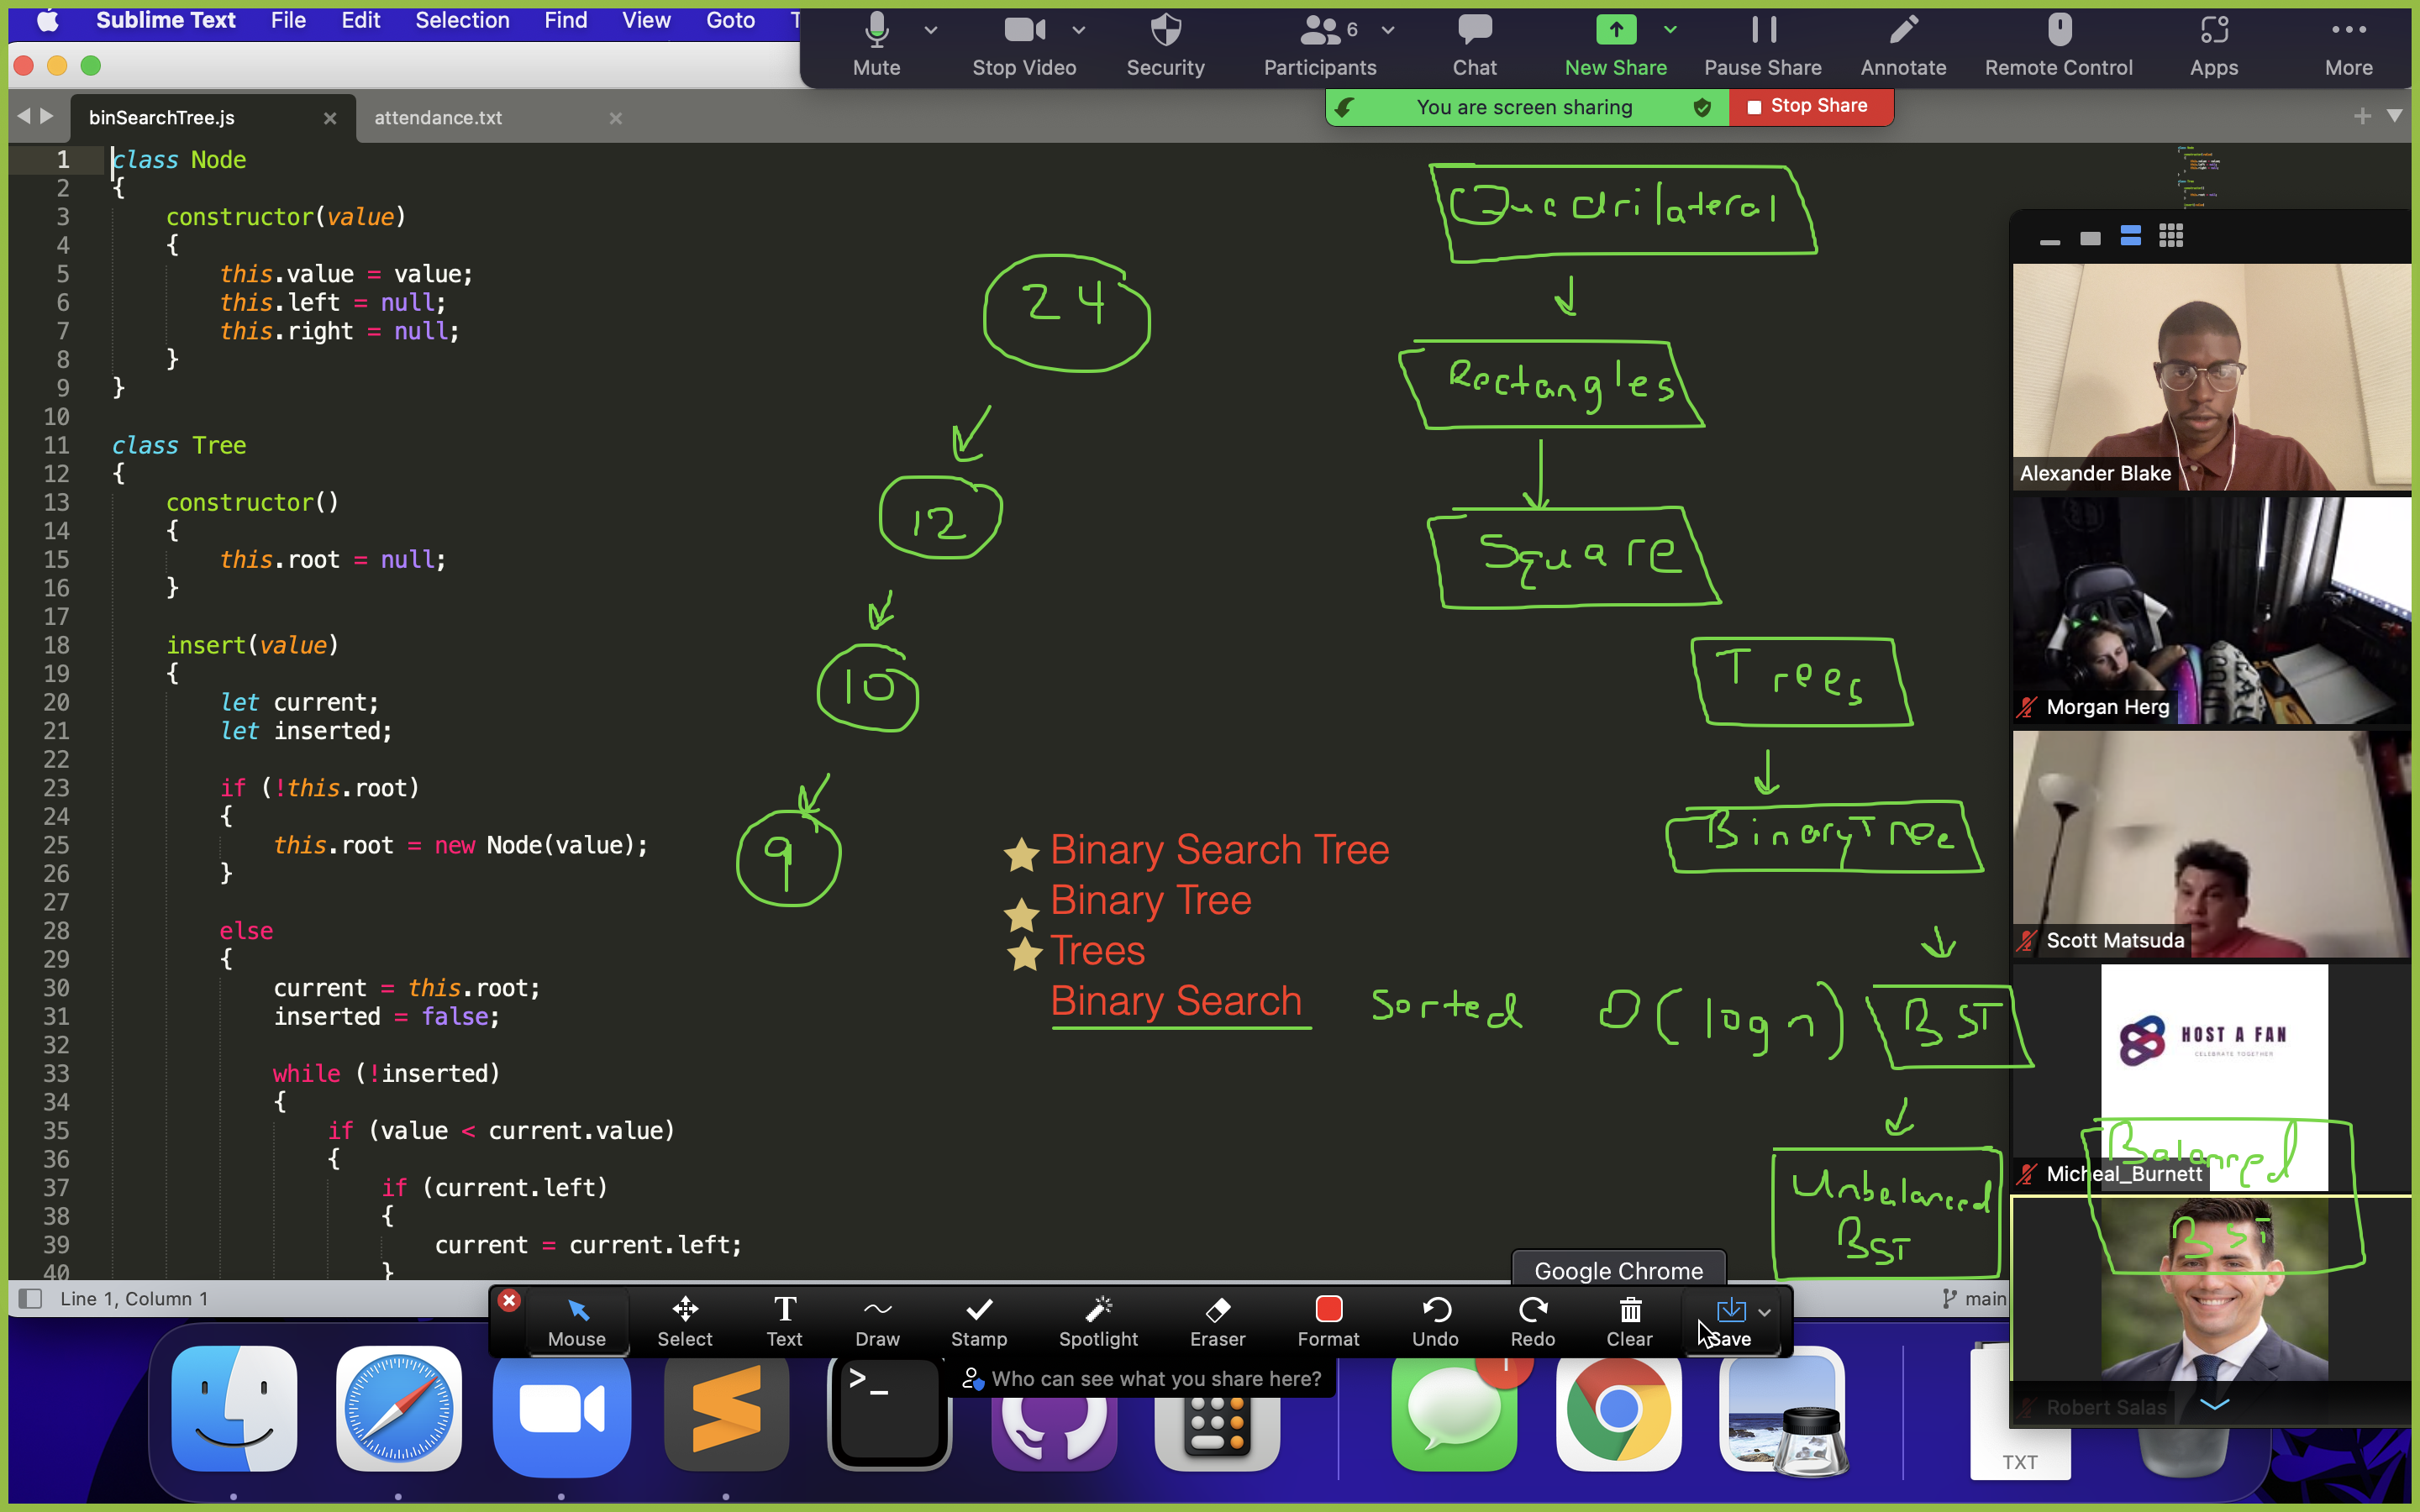 Sublime Text File Edit Selection Find View Goto T
Mute Stop Video Security Participants 6 Chat New Share Pause Share Annotate Remote Control Apps More
You are screen sharing Stop Share
binSearchTree.js attendance.txt
1 class Node
2 {
3 constructor(value)
4 {
5 this.value = value;
6 this.left = null;
7 this.right = null;
8 }
9 }
10
11 class Tree
12 {
13 constructor()
14 {
15 this.root = null;
16 }
17
18 insert(value)
19 {
20 let current;
21 let inserted;
22
23 if (!this.root)
24 {
25 this.root = new Node(value);
26 }
27
28 else
29 {
30 current = this.root;
31 inserted = false;
32
33 while (!inserted)
34 {
35 if (value < current.value)
36 {
37 if (current.left)
38 {
39 current = current.left;
40 }
24
12
10
9
Quadrilateral
Rectangles
Square
Trees
Binary Tree
Binary Search Tree
Binary Tree
Trees
Binary Search
Sorted O(log n) BST
Unbalanced
BST
Balanced
BST
Alexander Blake
Morgan Herg
Scott Matsuda
HOST A FAN
CELEBRATE TOGETHER
Micheal_Burnett
Robert Salas
Google Chrome
Line 1, Column 1
main
Mouse Select Text Draw Stamp Spotlight Eraser Format Undo Redo Clear Save
Who can see what you share here?
1
TXT